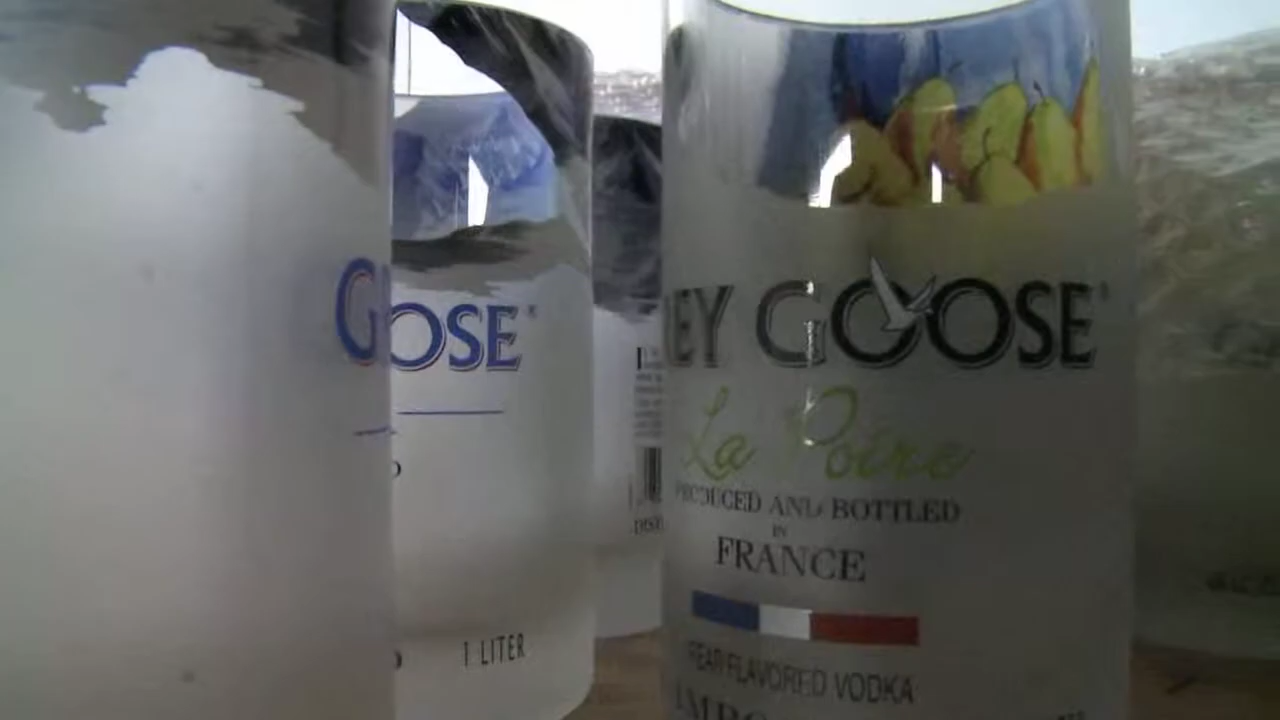 GOOSE
1 LITER
EY GOOSE
La Poire
PRODUCED AND BOTTLED
IN
FRANCE
PEAR FLAVORED VODKA